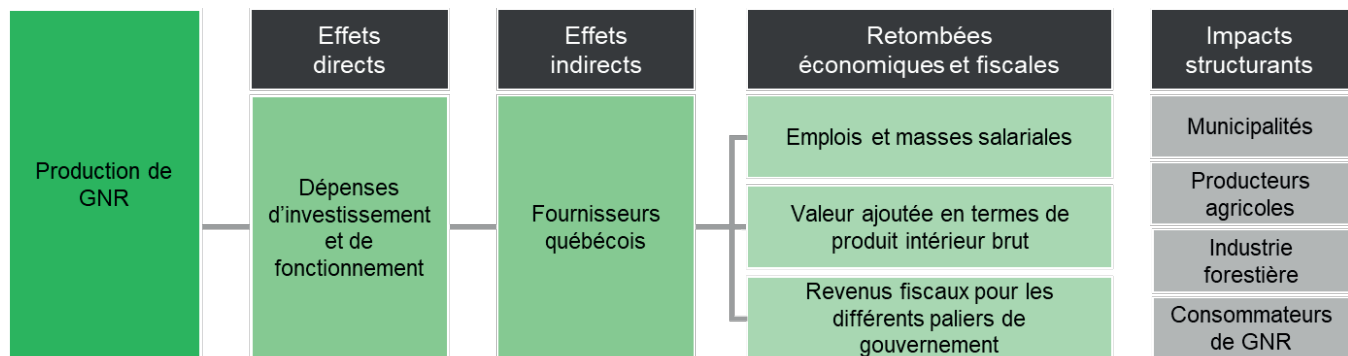 Production de
GNR
Effets
directs
Dépenses
d'investissement
et de
fonctionnement
Effets
indirects
Fournisseurs
québécois
Retombées
économiques et fiscales
Emplois et masses salariales
Valeur ajoutée en termes de
produit intérieur brut
Revenus fiscaux pour les
différents paliers de
gouvernement
Impacts
structurants
Municipalités
Producteurs
agricoles
Industrie
forestière
Consommateurs
de GNR